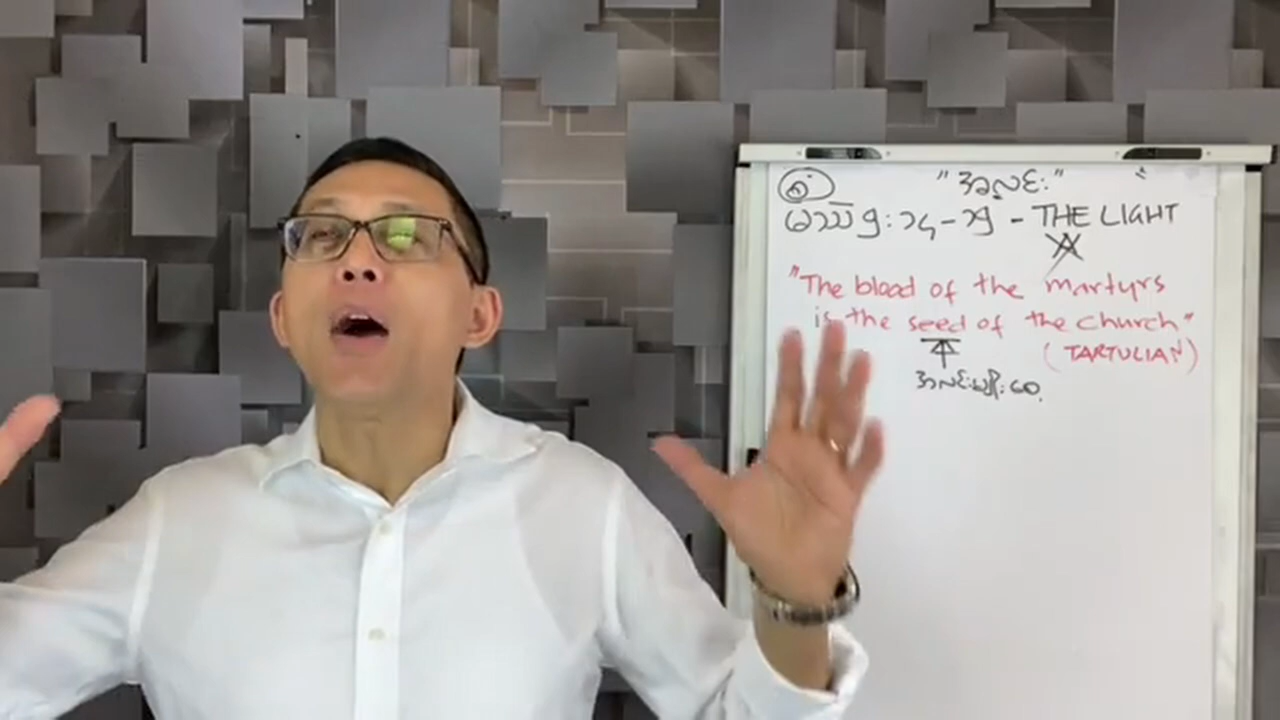 "အလင်း"
- THE LIGHT
"The blood of the martyrs
is the seed of the church"
(TARTULIAN)